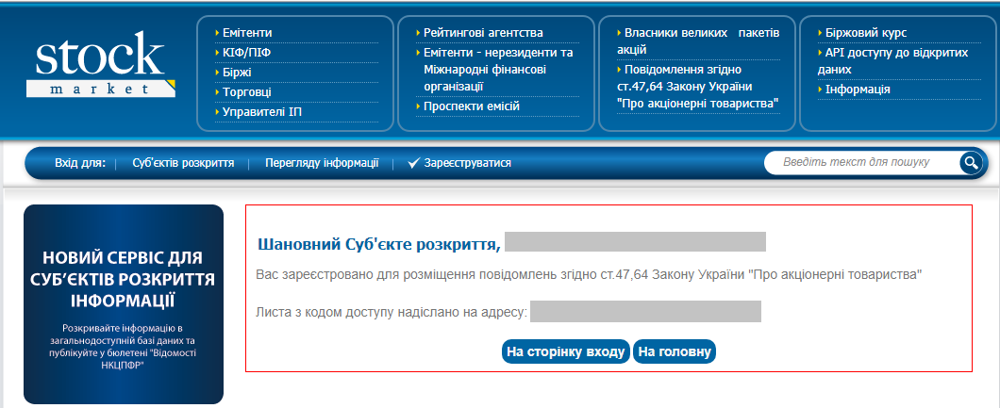 stock
market
Емітенти
КІФ/ПІФ
Біржі
Торговці
Управителі ІП
Рейтингові агентства
Емітенти - нерезиденти та
Міжнародні фінансові
організації
Проспекти емісій
Власники великих пакетів
акцій
Повідомлення згідно
ст.47,64 Закону України
"Про акціонерні товариства"
Біржовий курс
API доступу до відкритих
даних
Інформація
Вхід для: | Суб'єктів розкриття | Перегляду інформації | Зареєструватися
Введіть текст для пошуку
НОВИЙ СЕРВІС ДЛЯ
СУБ'ЄКТІВ РОЗКРИТТЯ
ІНФОРМАЦІЇ
Розкривайте інформацію в
загальнодоступній базі даних та
публікуйте у бюлетені "Відомості
НКЦПФР"
Шановний Суб'єкте розкриття,
Вас зареєстровано для розміщення повідомлень згідно ст.47,64 Закону України "Про акціонерні товариства"
Листа з кодом доступу надіслано на адресу:
На сторінку входу На головну